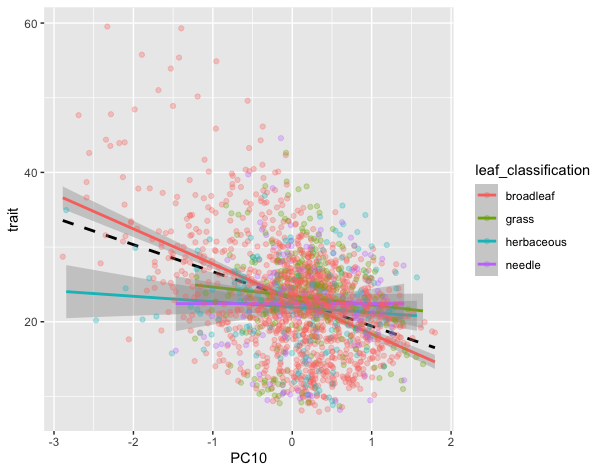 60
40
20
trait
-3 -2 -1 0 1 2
PC10
leaf_classification
broadleaf
grass
herbaceous
needle